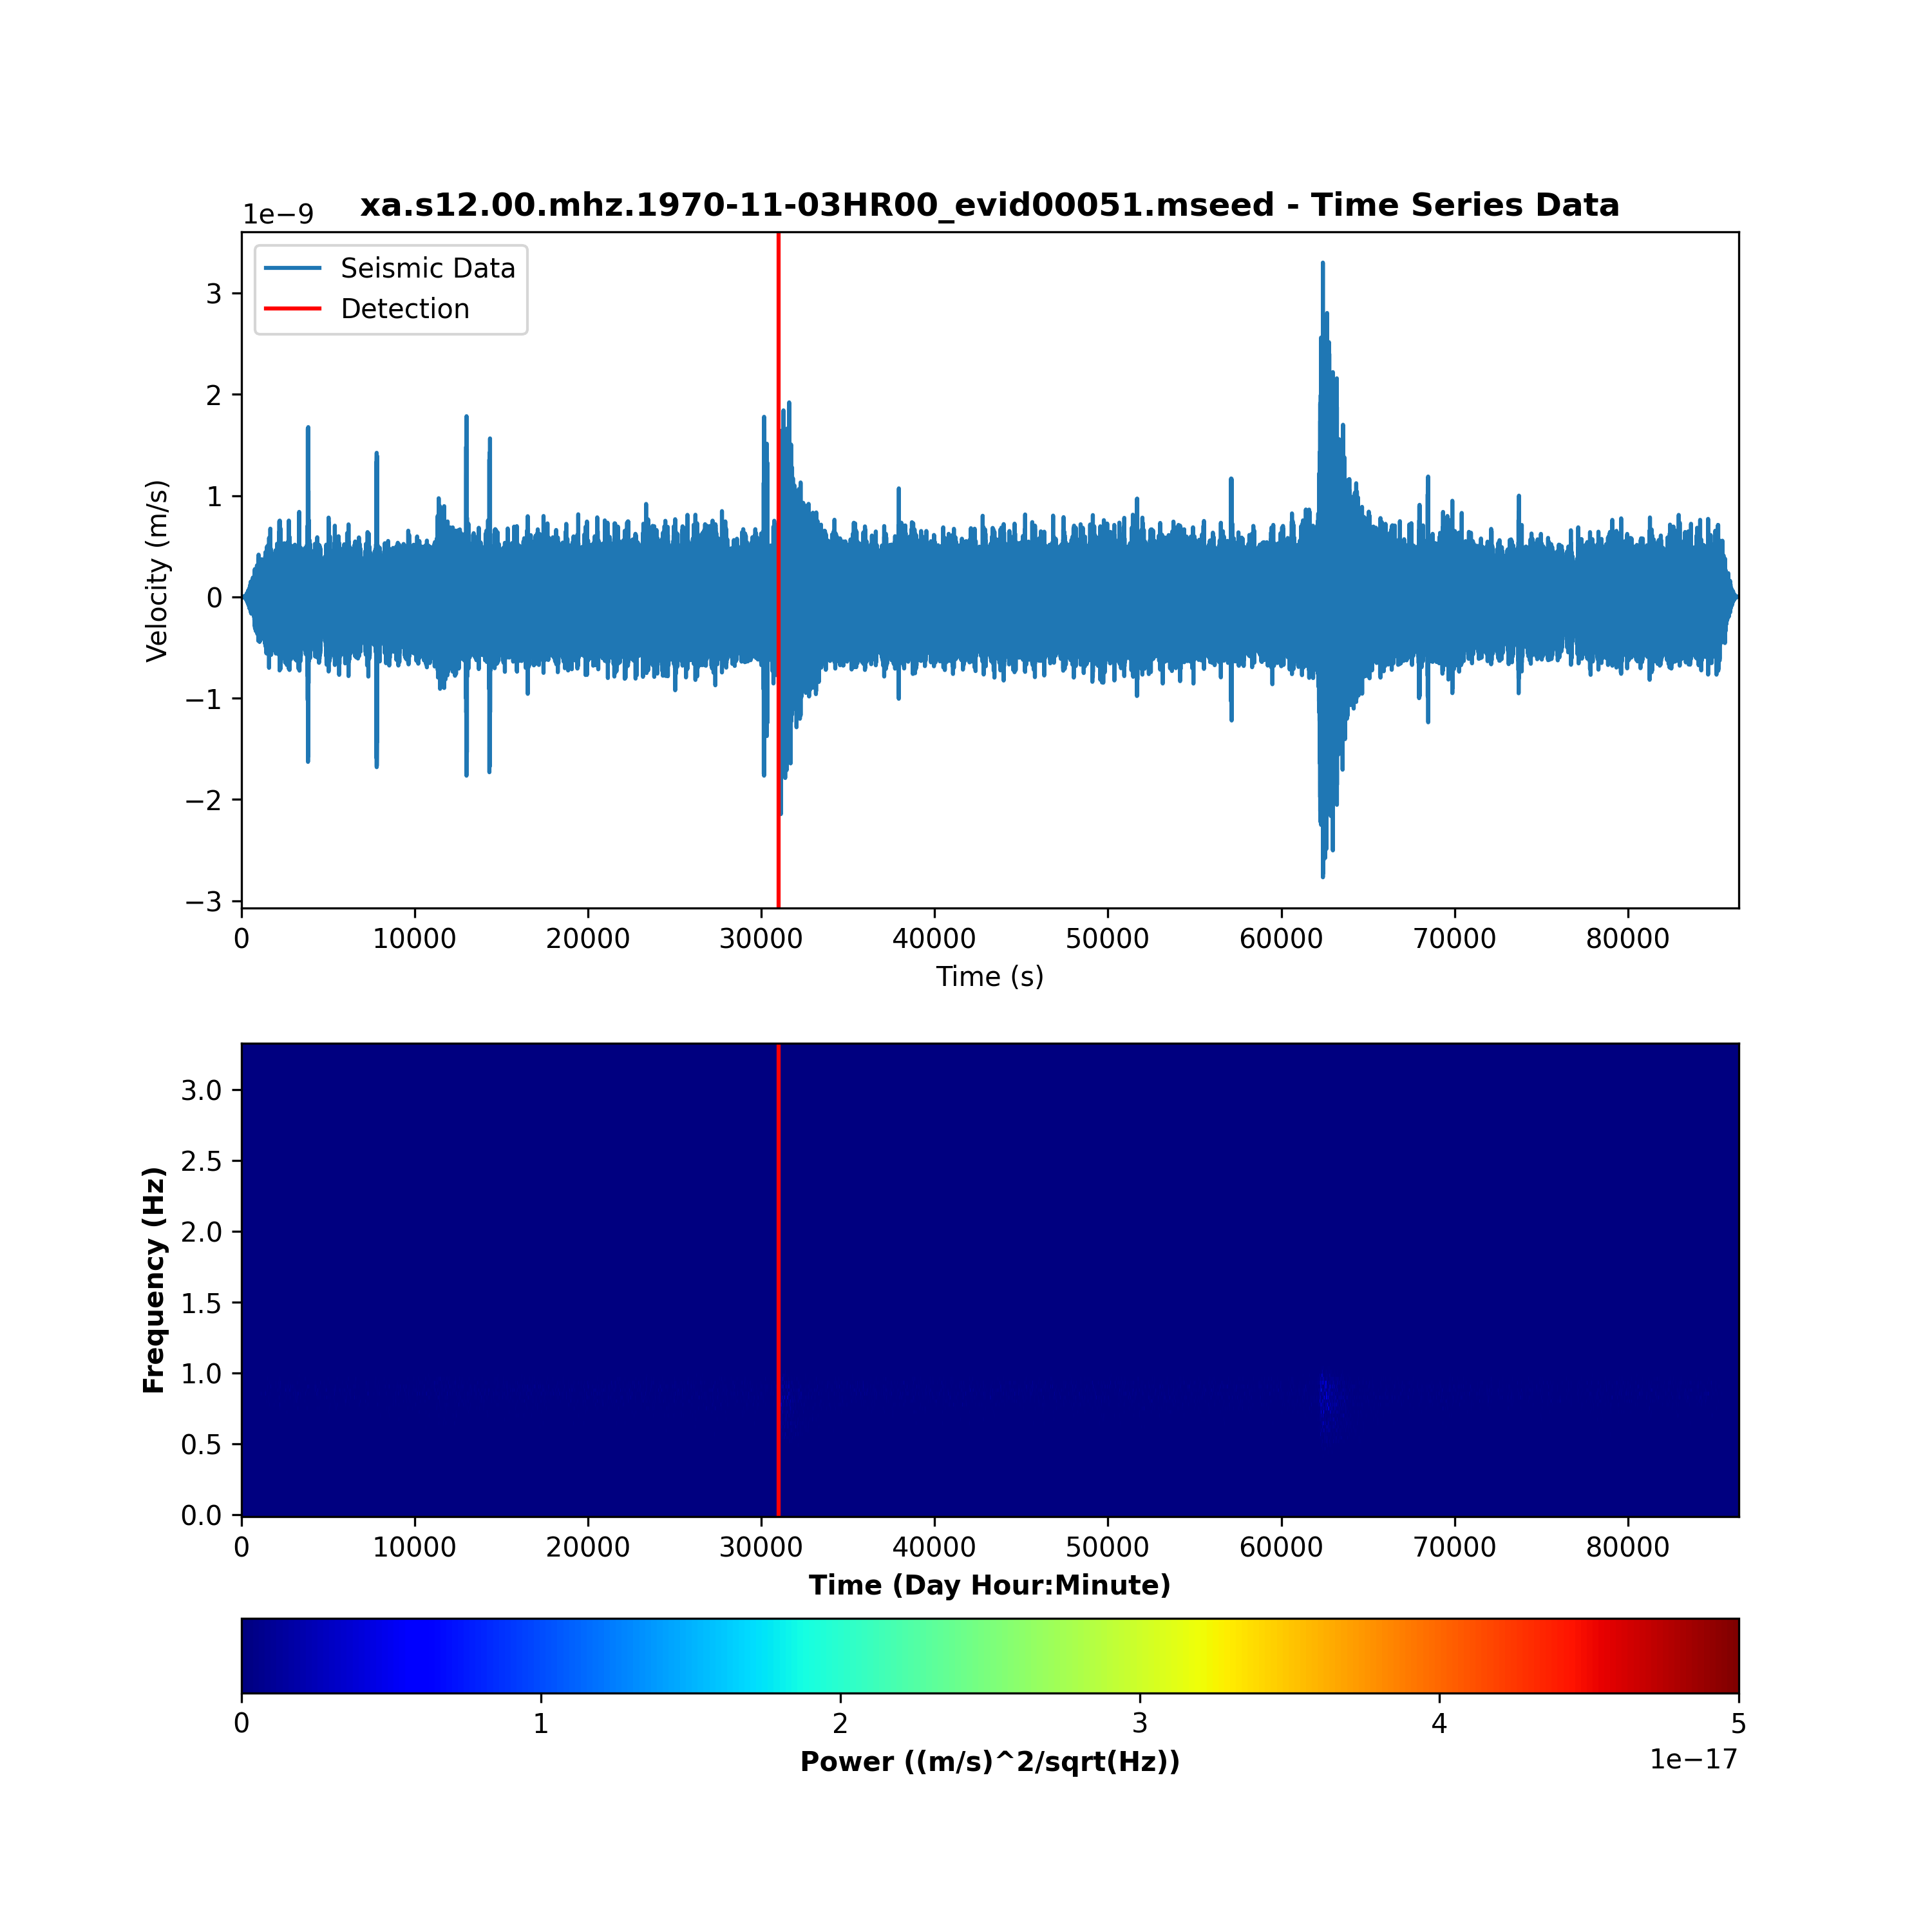 xa.s12.00.mhz.1970-11-03HR00_evid00051.mseed - Time Series Data
1e−9
Seismic Data
Detection
Velocity (m/s)
3
2
1
0
−1
−2
−3
0 10000 20000 30000 40000 50000 60000 70000 80000
Time (s)
Frequency (Hz)
3.0
2.5
2.0
1.5
1.0
0.5
0.0
0 10000 20000 30000 40000 50000 60000 70000 80000
Time (Day Hour:Minute)
0 1 2 3 4 5
Power ((m/s)^2/sqrt(Hz))
1e−17